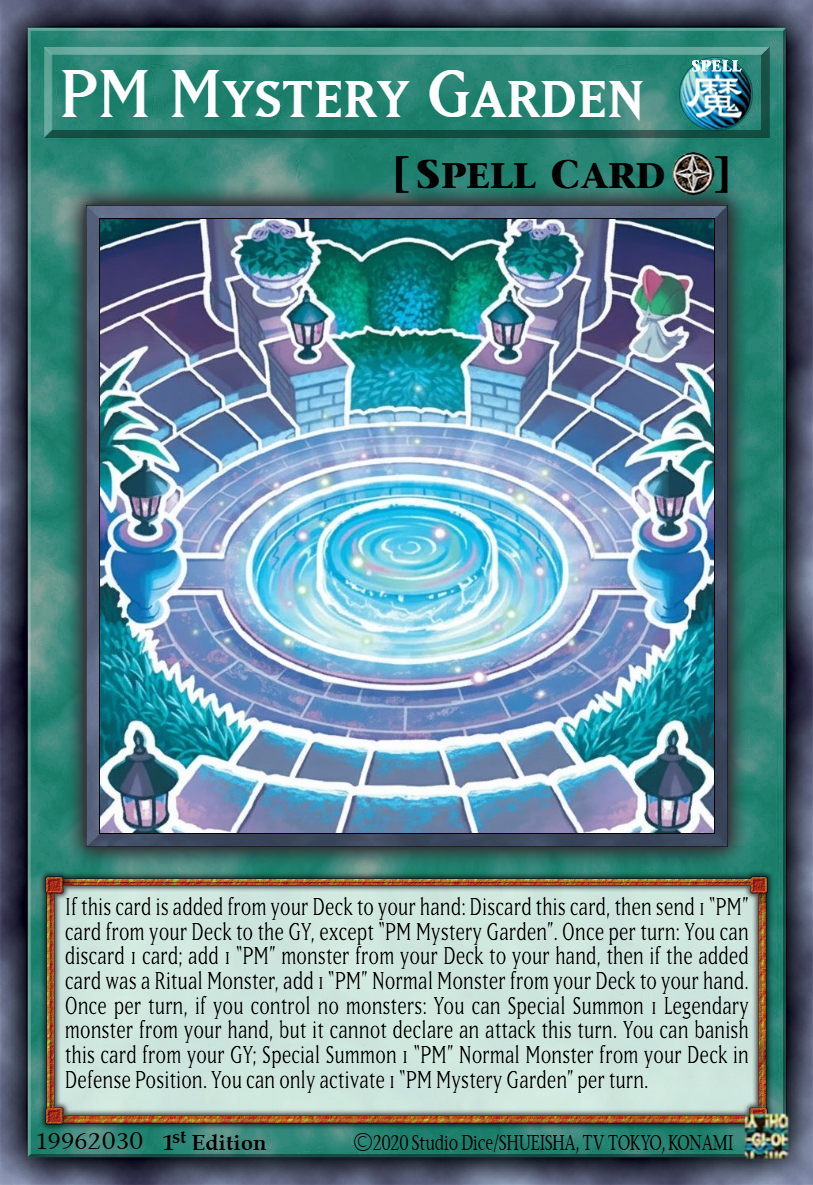 PM Mystery Garden
SPELL
魔
[Spell Card]
If this card is added from your Deck to your hand: Discard this card, then send 1 “PM”
card from your Deck to the GY, except “PM Mystery Garden”. Once per turn: You can
discard 1 card; add 1 “PM” monster from your Deck to your hand, then if the added
card was a Ritual Monster, add 1 “PM” Normal Monster from your Deck to your hand.
Once per turn, if you control no monsters: You can Special Summon 1 Legendary
monster from your hand, but it cannot declare an attack this turn. You can banish
this card from your GY; Special Summon 1 “PM” Normal Monster from your Deck in
Defense Position. You can only activate 1 “PM Mystery Garden” per turn.
19962030 1st Edition ©2020 Studio Dice/SHUEISHA, TV TOKYO, KONAMI